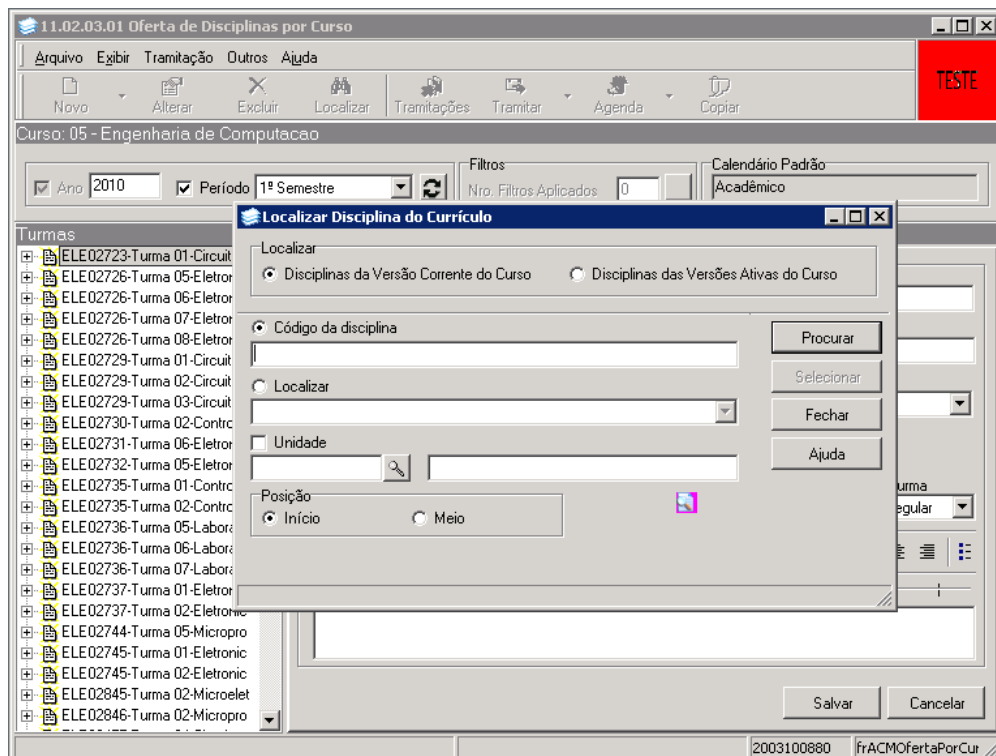 11.02.03.01 Oferta de Disciplinas por Curso
Arquivo Exibir Tramitação Outros Ajuda
Novo Alterar Excluir Localizar Tramitações Tramitar Agenda Copiar
TESTE
Curso: 05 - Engenharia de Computacao
Ano 2010 Período 1º Semestre
Filtros
Nro. Filtros Aplicados 0
Calendário Padrão
Acadêmico
Turmas
ELE02723-Turma 01-Circuit
ELE02726-Turma 05-Eletror
ELE02726-Turma 06-Eletror
ELE02726-Turma 07-Eletror
ELE02726-Turma 08-Eletror
ELE02729-Turma 01-Circuit
ELE02729-Turma 02-Circuit
ELE02729-Turma 03-Circuit
ELE02730-Turma 02-Contro
ELE02731-Turma 06-Eletror
ELE02732-Turma 05-Eletror
ELE02735-Turma 01-Contro
ELE02735-Turma 02-Contro
ELE02736-Turma 05-Labora
ELE02736-Turma 06-Labora
ELE02736-Turma 07-Labora
ELE02737-Turma 01-Eletror
ELE02737-Turma 02-Eletronic
ELE02744-Turma 05-Micropro
ELE02745-Turma 01-Eletronic
ELE02745-Turma 02-Eletronic
ELE02845-Turma 02-Microelet
ELE02846-Turma 02-Micropro
Localizar Disciplina do Currículo
Localizar
Disciplinas da Versão Corrente do Curso Disciplinas das Versões Ativas do Curso
Código da disciplina
Procurar
Localizar
Selecionar
Fechar
Unidade
Ajuda
Posição
Início Meio
urma
egular
Salvar Cancelar
2003100880 frACMOfertaPorCur